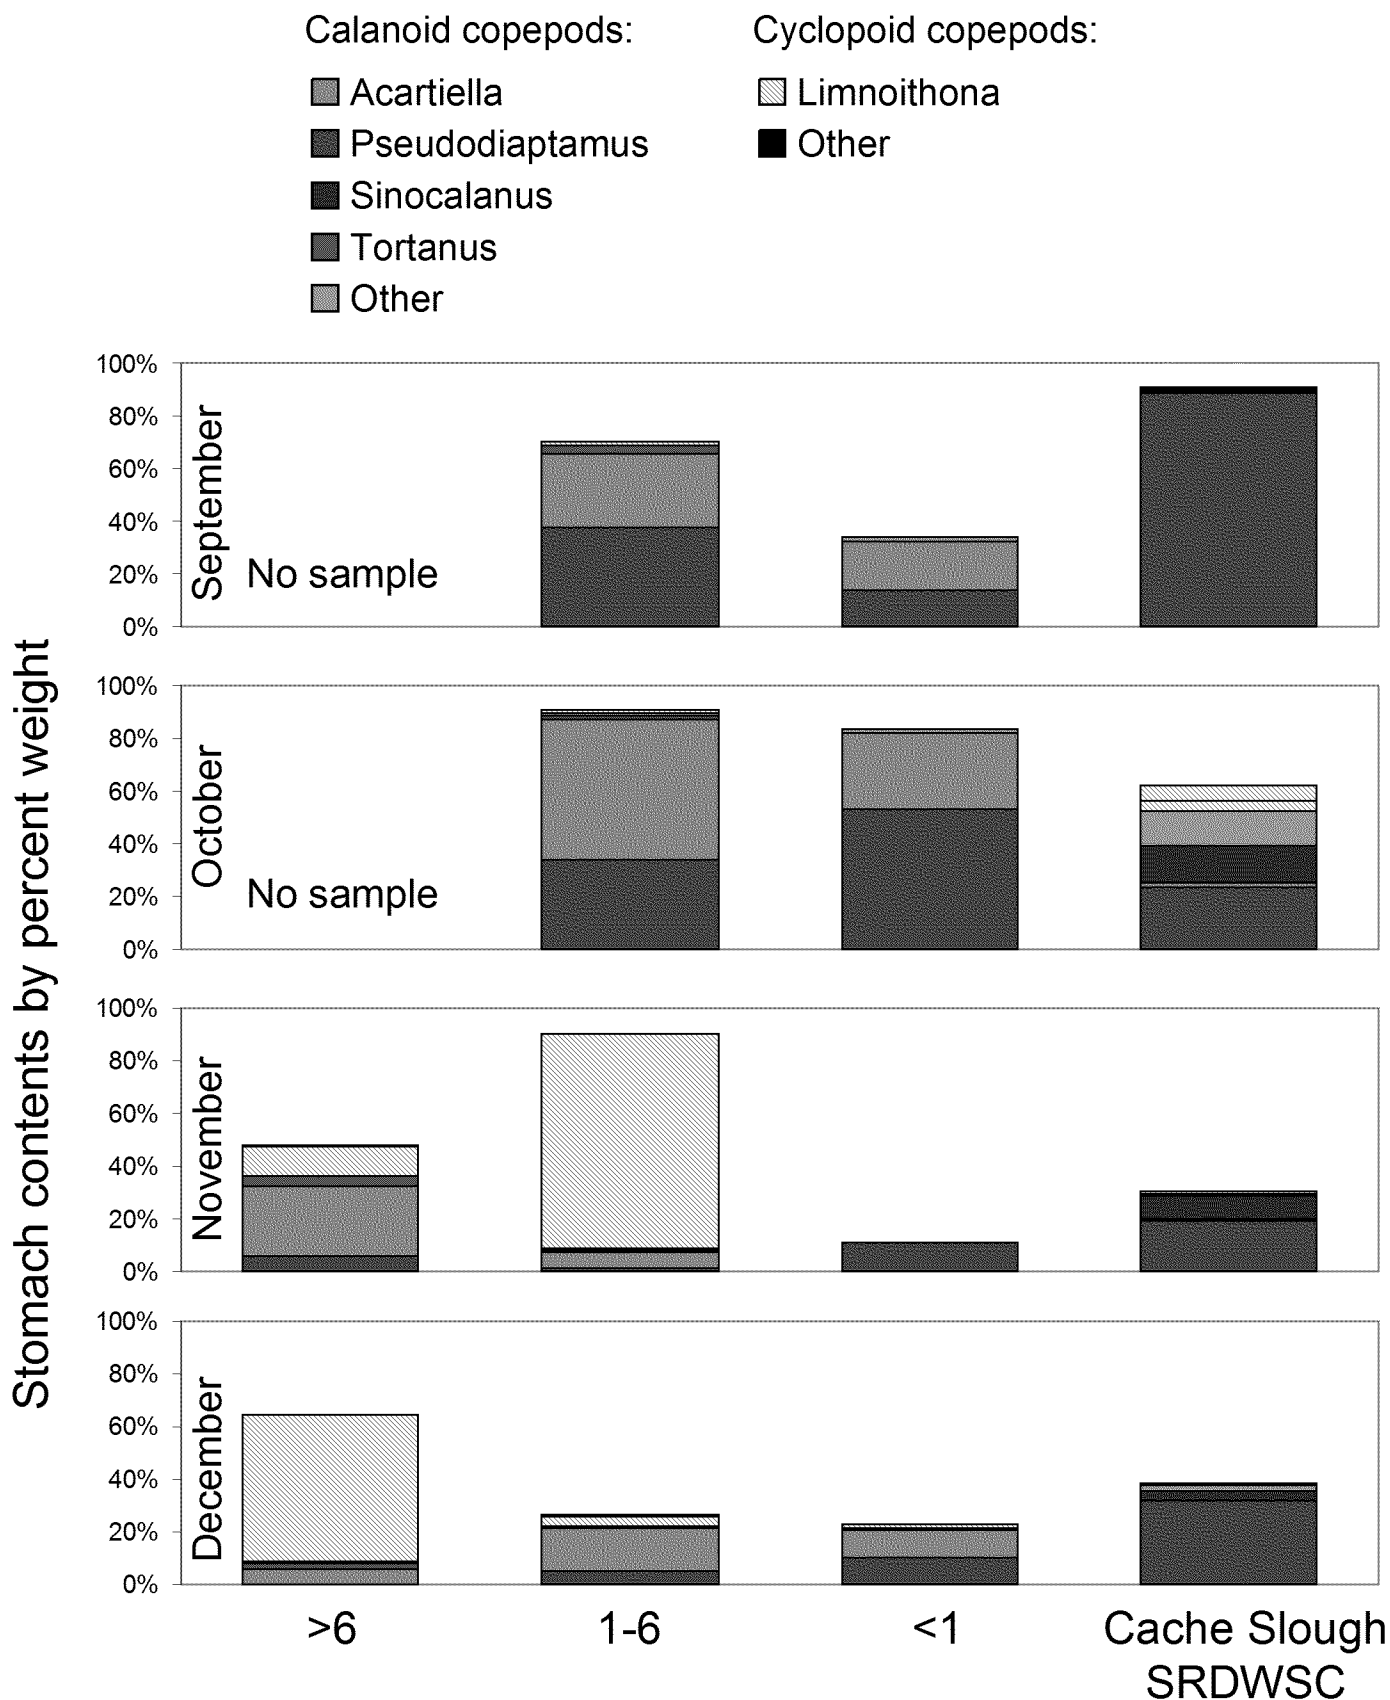 Calanoid copepods:
Cyclopoid copepods:
Acartiella
Limnoithona
Pseudodiaptamus
Other
Sinocalanus
Tortanus
Other
Stomach contents by percent weight
100%
80%
60%
40%
20%
0%
September
No sample
100%
80%
60%
40%
20%
0%
October
No sample
100%
80%
60%
40%
20%
0%
November
100%
80%
60%
40%
20%
0%
December
>6
1-6
<1
Cache Slough
SRDWSC